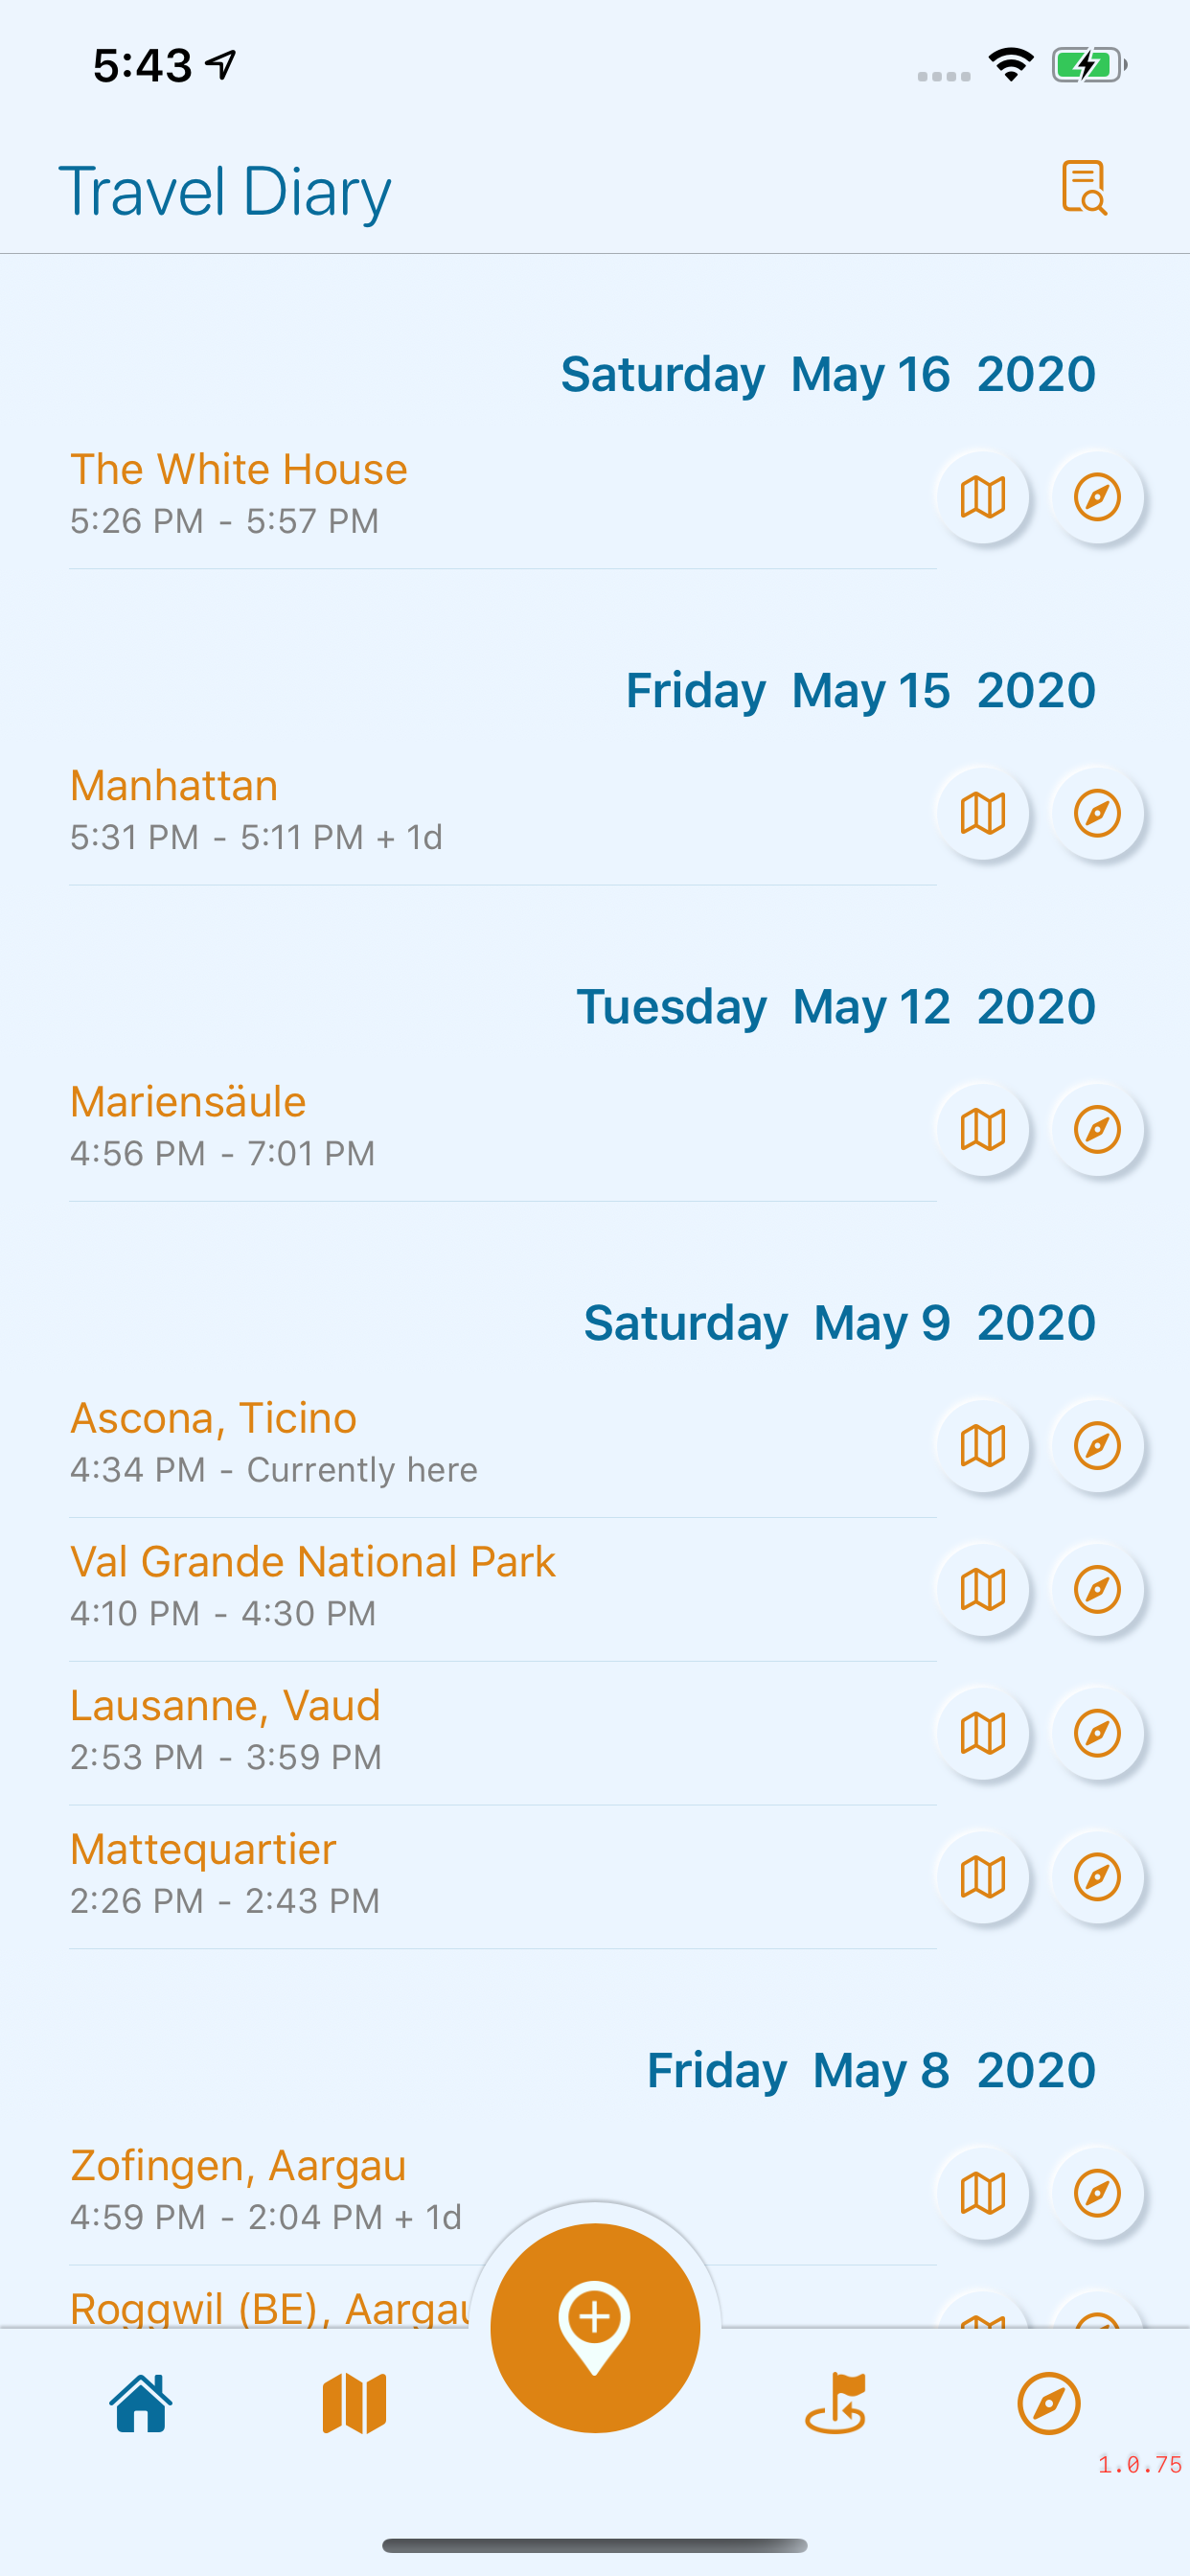 5:43
Travel Diary
Saturday May 16 2020
The White House
5:26 PM - 5:57 PM
Friday May 15 2020
Manhattan
5:31 PM - 5:11 PM + 1d
Tuesday May 12 2020
Mariensäule
4:56 PM - 7:01 PM
Saturday May 9 2020
Ascona, Ticino
4:34 PM - Currently here
Val Grande National Park
4:10 PM - 4:30 PM
Lausanne, Vaud
2:53 PM - 3:59 PM
Mattequartier
2:26 PM - 2:43 PM
Friday May 8 2020
Zofingen, Aargau
4:59 PM - 2:04 PM + 1d
Roggwil (BE), Aargau
1.0.75